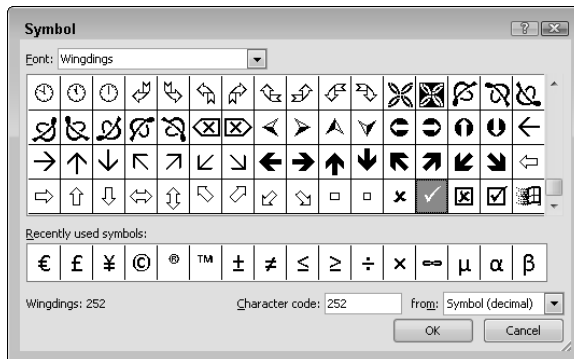 Symbol
Font: Wingdings
Recently used symbols:
€ £ ¥ © ® ™ ± ≠ ≤ ≥ ÷ × ∞ µ α β
Wingdings: 252 Character code: 252 from: Symbol (decimal)
OK Cancel